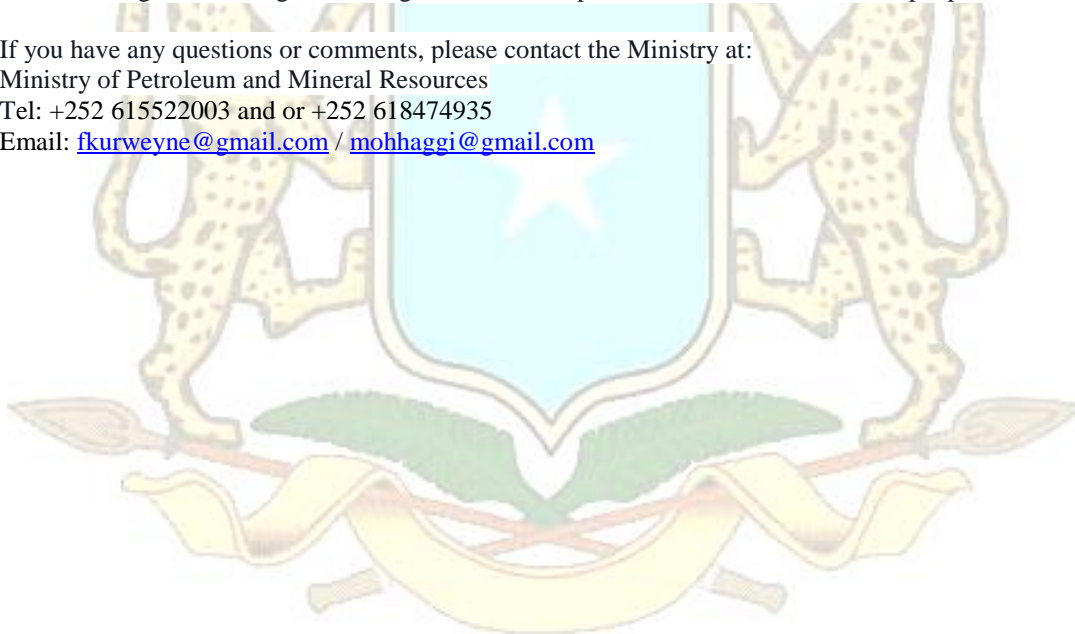 If you have any questions or comments, please contact the Ministry at:
Ministry of Petroleum and Mineral Resources
Tel: +252 615522003 and or +252 618474935
Email: fkurweyne@gmail.com / mohhaggi@gmail.com